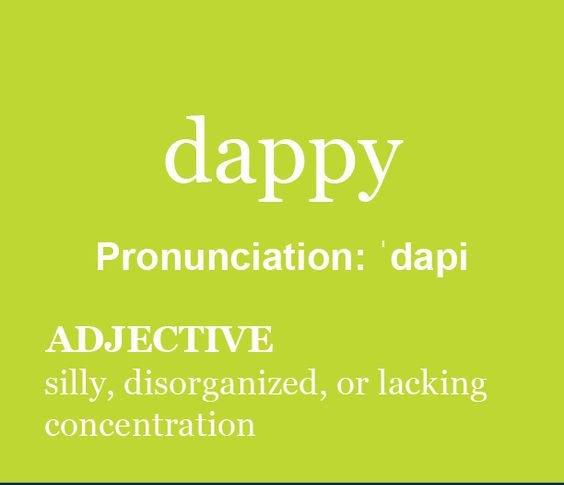 dappy
Pronunciation: ˈdapi
ADJECTIVE
silly, disorganized, or lacking
concentration